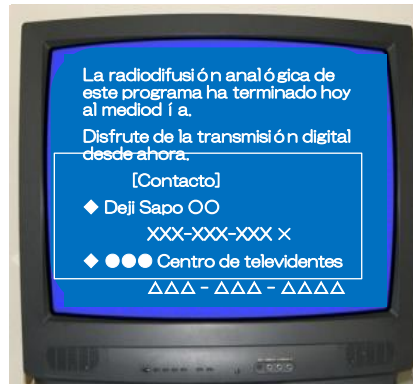 La radiodifusión analógica de
este programa ha terminado hoy
al mediodía.
Disfrute de la transmisión digital
desde ahora.
[Contacto]
◆ Deji Sapo ○○
XXX-XXX-XXX ×
◆ ●●● Centro de televidentes
△△△ - △△△ - △△△△